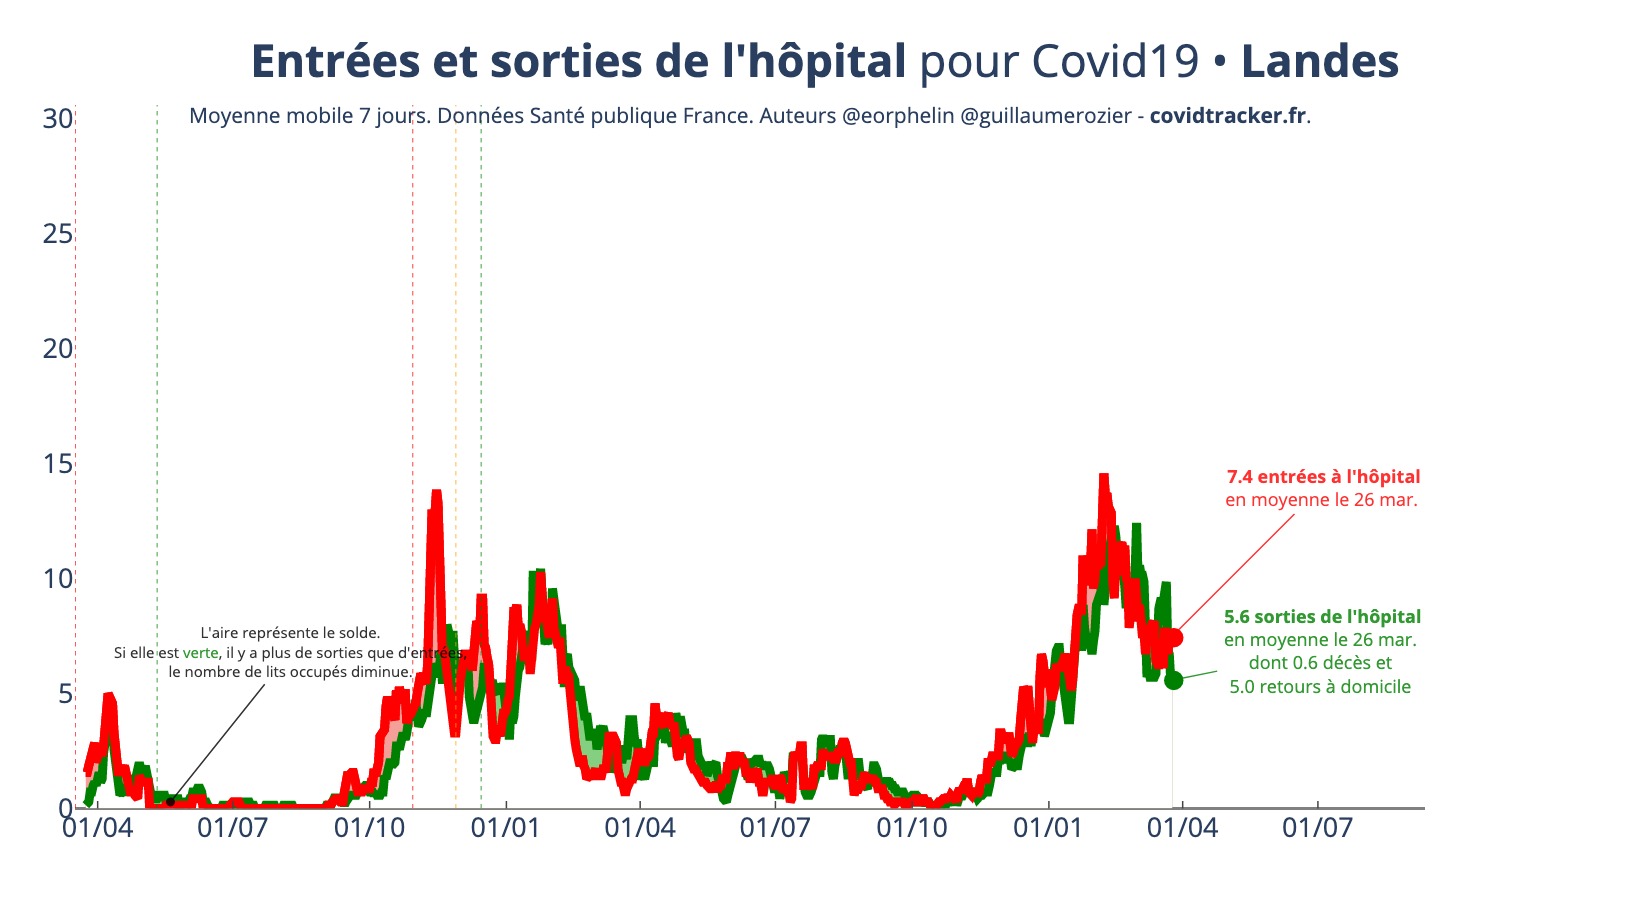 Entrées et sorties de l'hôpital pour Covid19 • Landes
Moyenne mobile 7 jours. Données Santé publique France. Auteurs @eorphelin @guillaumerozier - covidtracker.fr.
30
25
20
15
10
5
0
7.4 entrées à l'hôpital
en moyenne le 26 mar.
5.6 sorties de l'hôpital
en moyenne le 26 mar.
dont 0.6 décès et
5.0 retours à domicile
L'aire représente le solde.
Si elle est verte, il y a plus de sorties que d'entrées,
le nombre de lits occupés diminue.
01/04 01/07 01/10 01/01 01/04 01/07 01/10 01/01 01/04 01/07